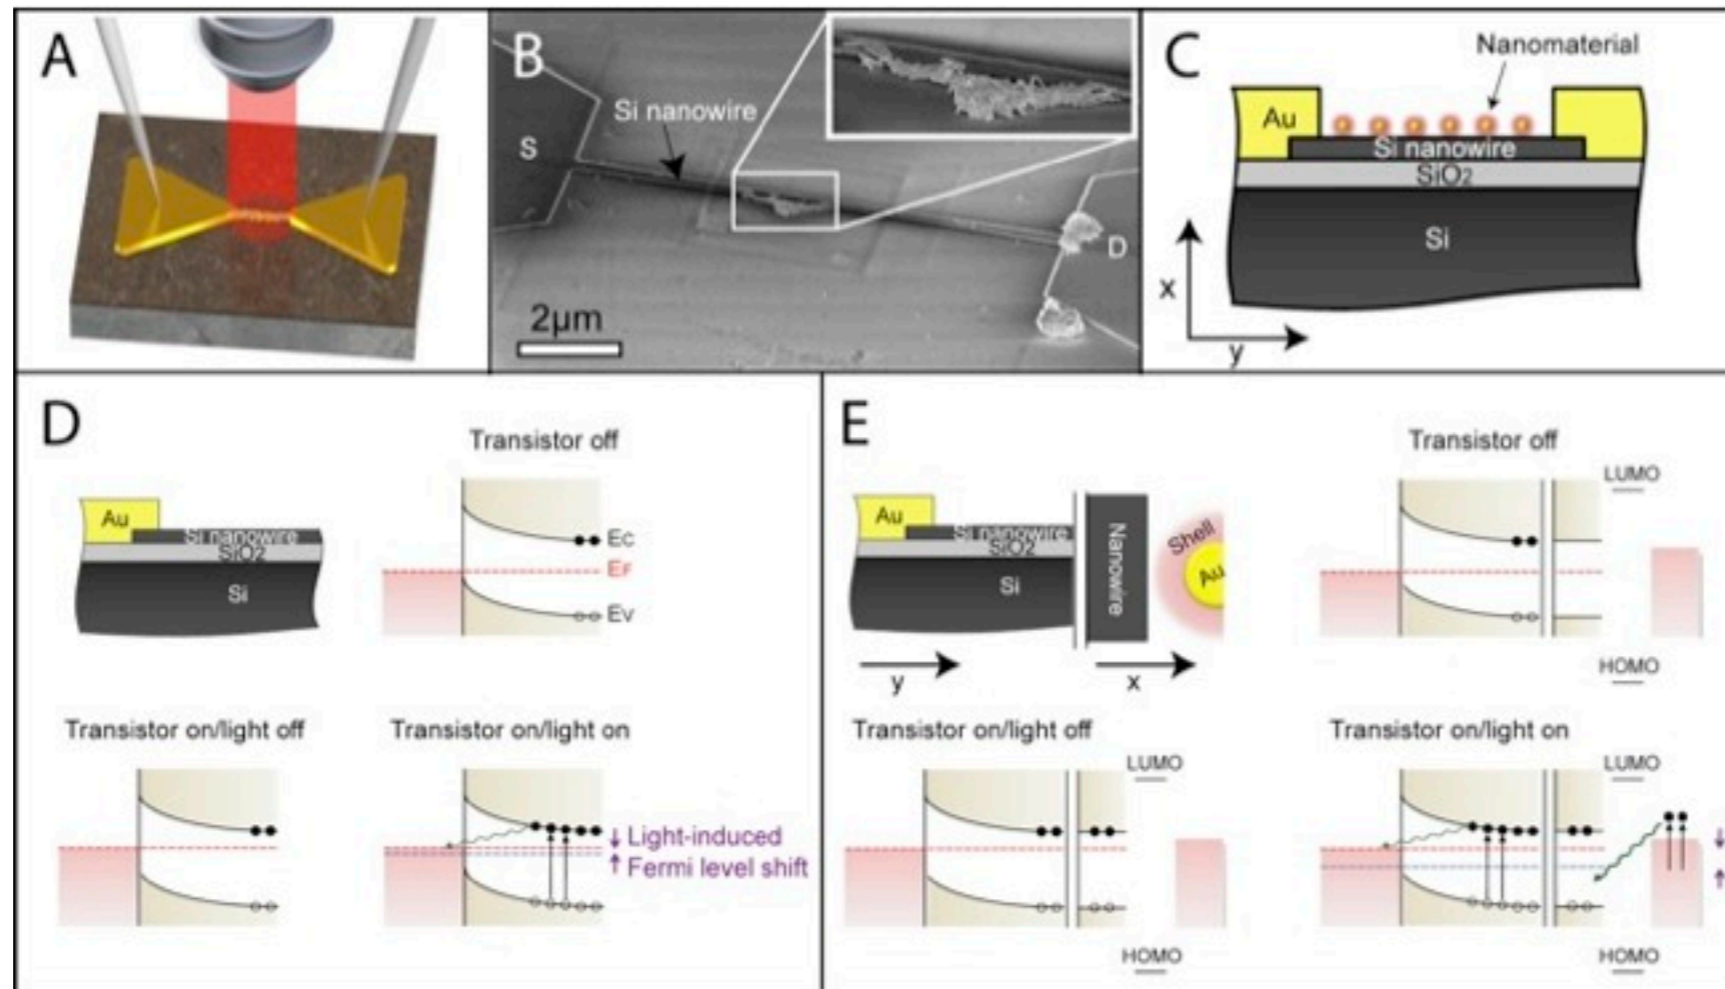 A
B
Si nanowire
S
D
2μm
C
Nanomaterial
Au
Si nanowire
SiO2
Si
x
y
D
Transistor off
Au
Si nanowire
SiO2
Si
Ec
EF
Ev
Transistor on/light off
Transistor on/light on
↓ Light-induced
↑ Fermi level shift
E
Transistor off
LUMO
Au
Si nanowire
SiO2
Si
Nanowire
Shell
Au
y
x
HOMO
Transistor on/light off
LUMO
HOMO
Transistor on/light on
LUMO
HOMO